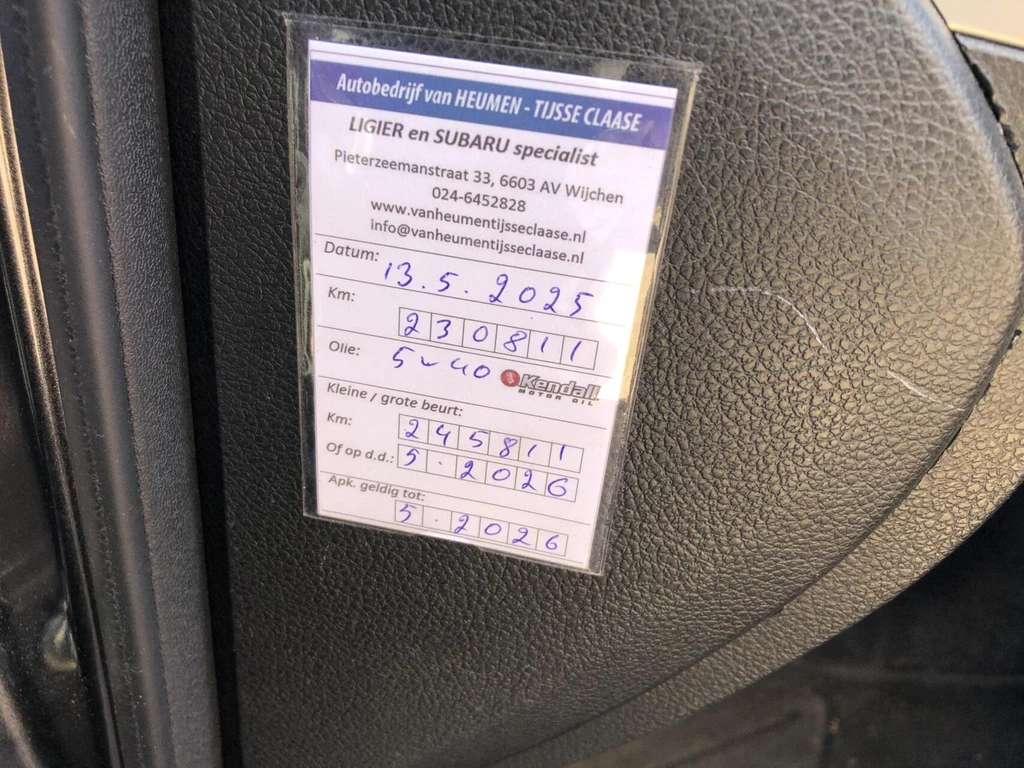 Autobedrijf van HEUMEN - TIJSSE CLAASE
LIGIER en SUBARU specialist
Pieterzeemanstraat 33, 6603 AV Wijchen
024-6452828
www.vanheumentijsseclaase.nl
info@vanheumentijsseclaase.nl
Datum: 13.5.2025
Km: 230811
Olie: 5w40 Kendall MOTOR OIL
Kleine / grote beurt:
Km: 245811
Of op d.d.: 5.2026
Apk. geldig tot:
5.2026